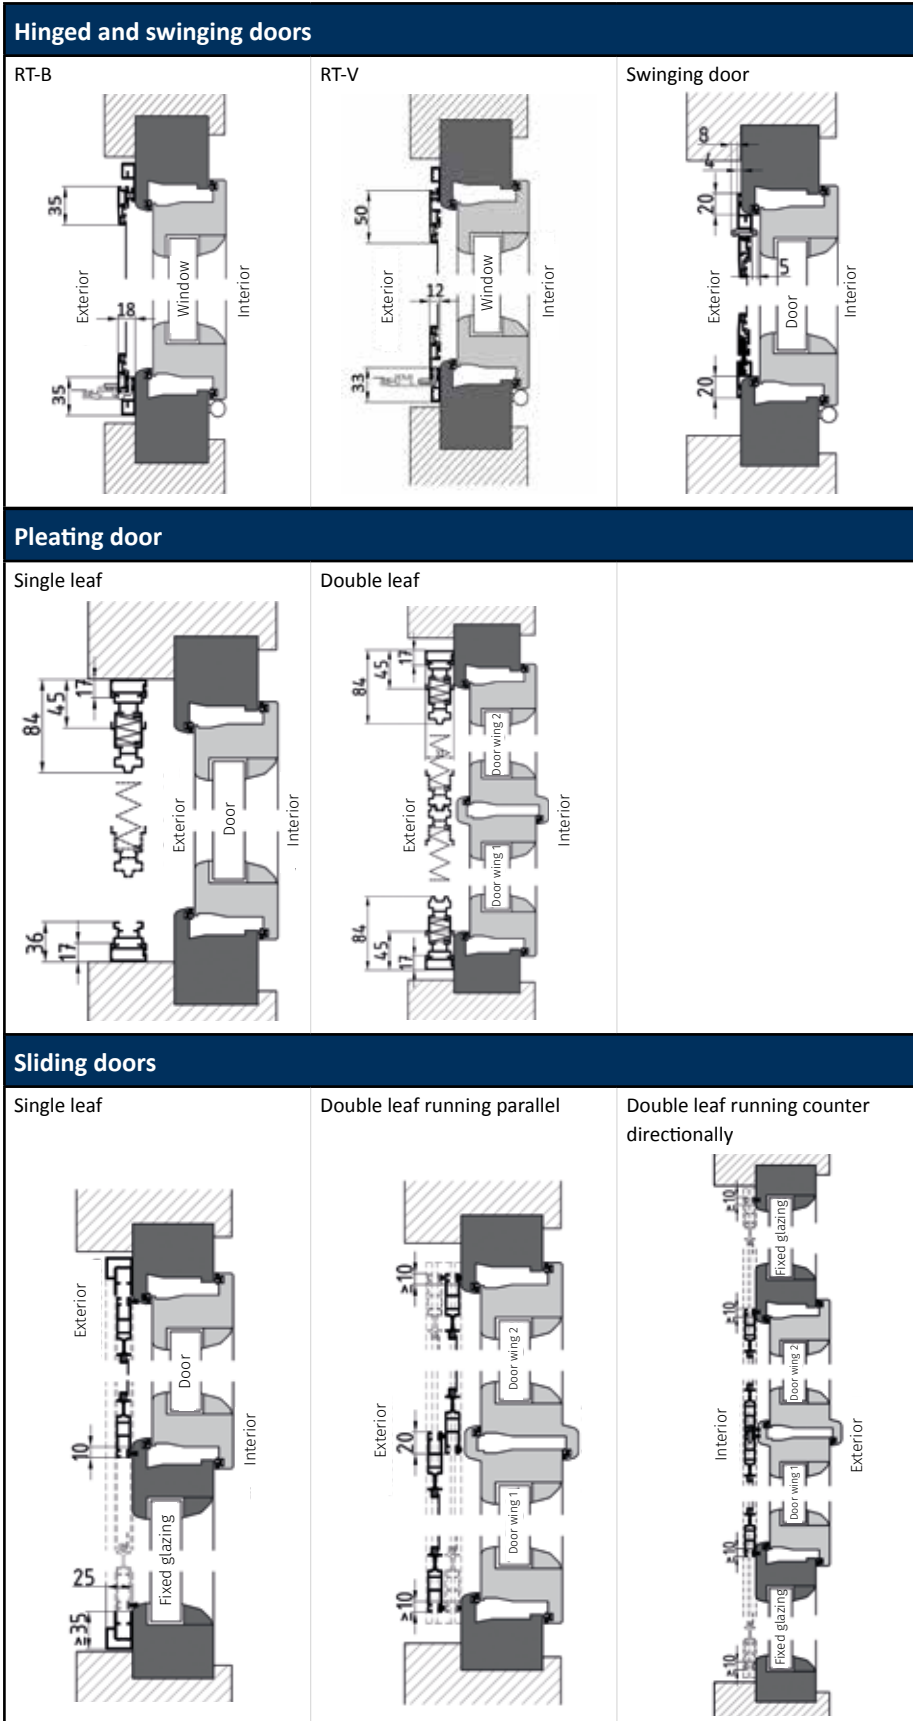 Hinged and swinging doors
RT-B
RT-V
Swinging door
35
Exterior
18
Window
Interior
35
50
Exterior
12
Window
Interior
33
8
4
20
Exterior
5
Door
Interior
20
Pleating door
Single leaf
Double leaf
84
45
17
Exterior
Door
Interior
36
17
84
45
17
Door wing 2
Exterior
Interior
Door wing 1
84
45
17
Sliding doors
Single leaf
Double leaf running parallel
Double leaf running counter
directionally
Exterior
Door
10
Interior
Fixed glazing
25
≥35
≥10
Door wing 2
Exterior
20
Door wing 1
≥10
≥10
Fixed glazing
≥10
Door wing 2
Interior
Exterior
Door wing 1
≥10
Fixed glazing
≥10